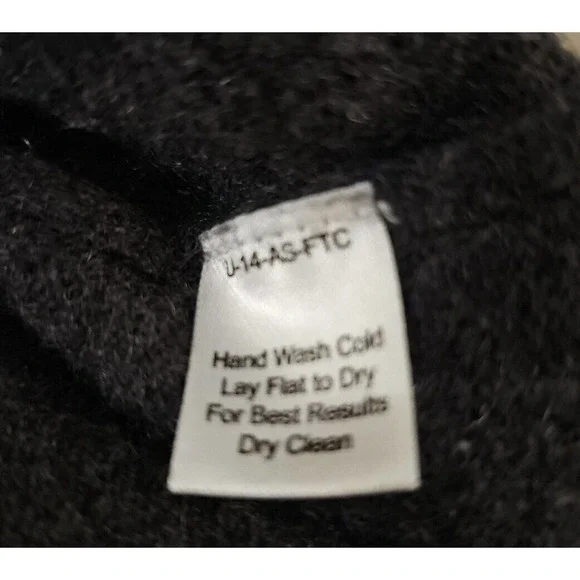 U-14-AS-FTC
Hand Wash Cold
Lay Flat to Dry
For Best Results
Dry Clean